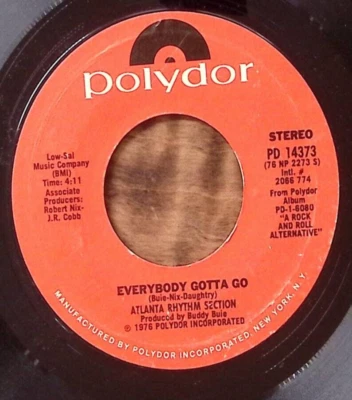 polydor
Low-Sal
Music Company
(BMI)
Time: 4:11
Associate
Producers:
Robert Nix-
J.R. Cobb
STEREO
PD 14373
(76 NP 2273 S)
Intl. #
2066 774
From Polydor
Album
PD-1-6080
"A ROCK
AND ROLL
ALTERNATIVE"
EVERYBODY GOTTA GO
(Buie-Nix-Daughtry)
ATLANTA RHYTHM SECTION
Produced by Buddy Buie
℗ 1976 POLYDOR INCORPORATED
MANUFACTURED BY POLYDOR INCORPORATED, NEW YORK, N.Y.